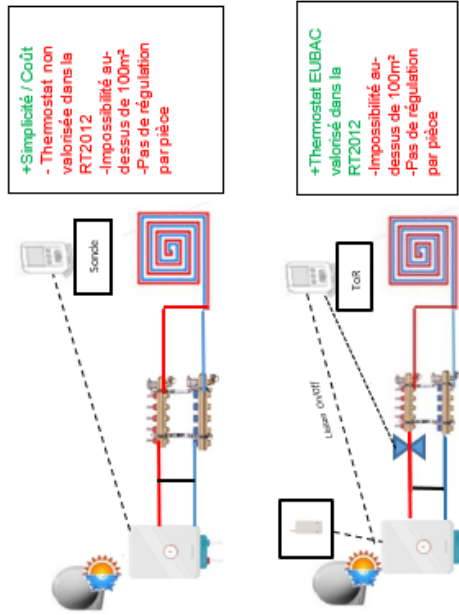 +Simplicité / Coût
- Thermostat non
valorisée dans la
RT2012
-Impossibilité au-
dessus de 100m²
-Pas de régulation
par pièce
Sonde
+Thermostat EUBAC
valorisé dans la
RT2012
-Impossibilité au-
dessus de 100m²
-Pas de régulation
par pièce
ToR
Liaison On/off